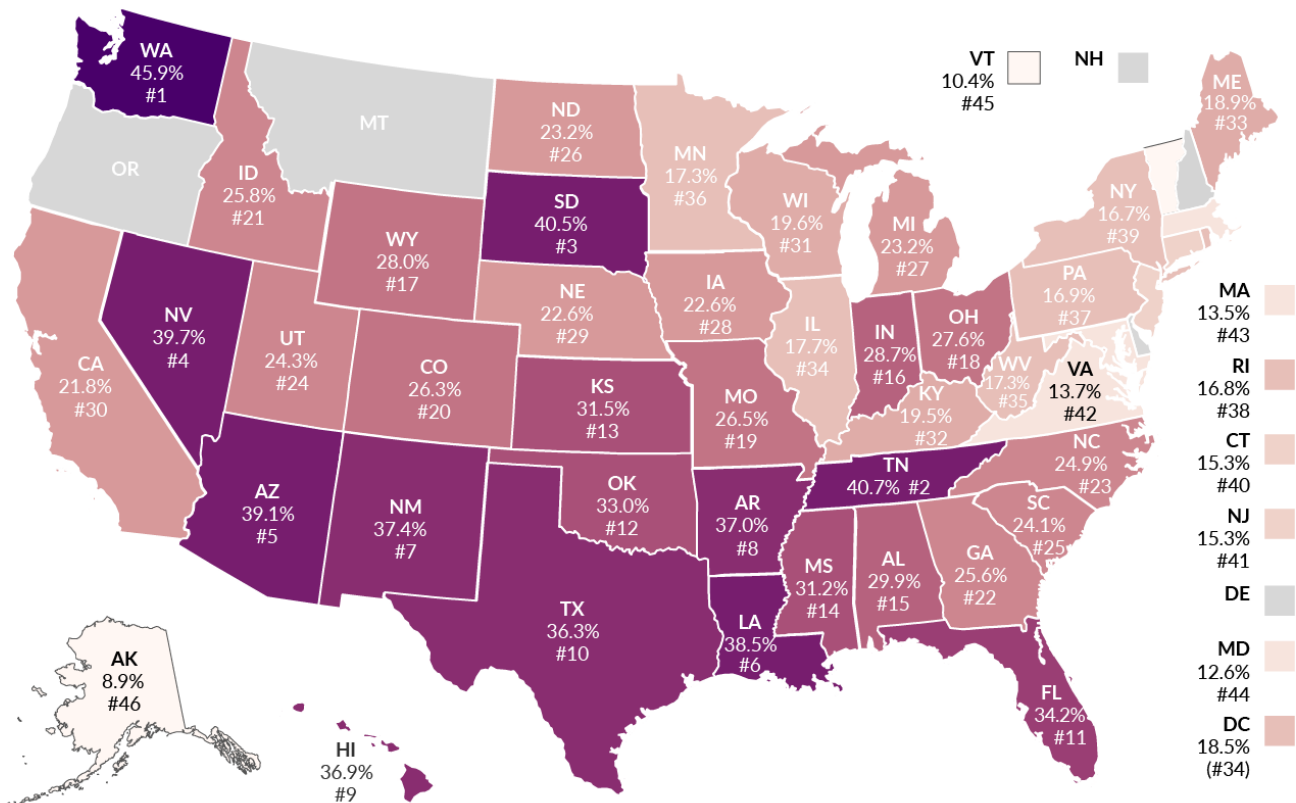 WA
45.9%
#1
OR
MT
ID
25.8%
#21
ND
23.2%
#26
MN
17.3%
#36
VT
10.4%
#45
NH
ME
18.9%
#33
SD
40.5%
#3
WI
19.6%
#31
MI
23.2%
#27
NY
16.7%
#39
WY
28.0%
#17
NV
39.7%
#4
UT
24.3%
#24
CA
21.8%
#30
CO
26.3%
#20
NE
22.6%
#29
IA
22.6%
#28
IL
17.7%
#34
IN
28.7%
#16
OH
27.6%
#18
PA
16.9%
#37
WV
17.3%
#35
VA
13.7%
#42
KS
31.5%
#13
MO
26.5%
#19
KY
19.5%
#32
AZ
39.1%
#5
NM
37.4%
#7
OK
33.0%
#12
AR
37.0%
#8
TN
40.7% #2
NC
24.9%
#23
SC
24.1%
#25
GA
25.6%
#22
AL
29.9%
#15
MS
31.2%
#14
LA
38.5%
#6
TX
36.3%
#10
FL
34.2%
#11
AK
8.9%
#46
HI
36.9%
#9
MA
13.5%
#43
RI
16.8%
#38
CT
15.3%
#40
NJ
15.3%
#41
DE
MD
12.6%
#44
DC
18.5%
(#34)